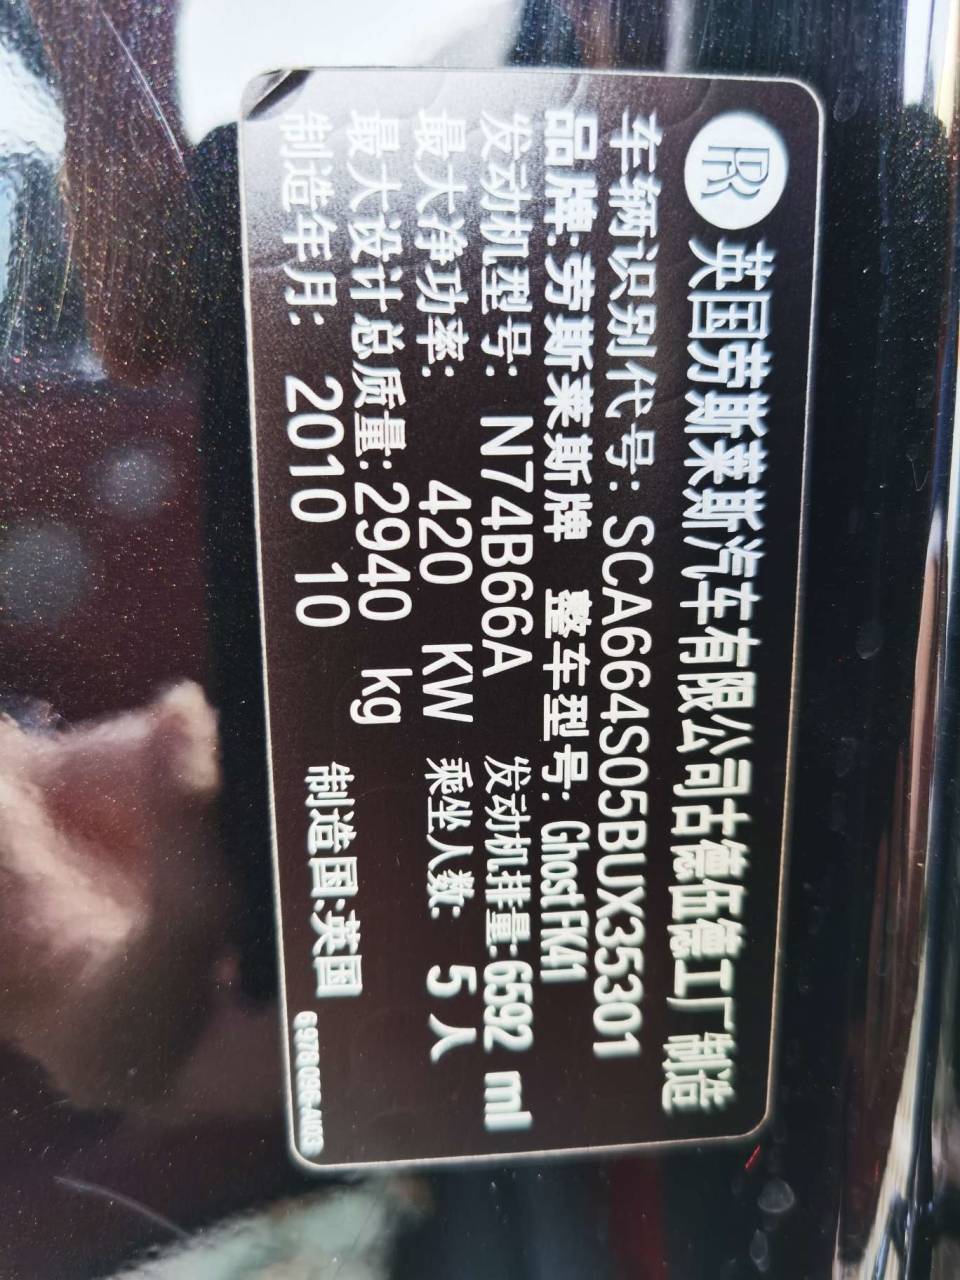 RR 英国劳斯莱斯汽车有限公司古德伍德工厂制造
车辆识别代号: SCA664S05BUX35301
品牌:劳斯莱斯牌 整车型号: Ghost FK41
发动机型号: N74B66A 发动机排量:6592 ml
最大净功率: 420 KW 乘坐人数: 5 人
最大设计总质量:2940 kg
制造年月: 2010 10 制造国:英国
6 978 036-AI03